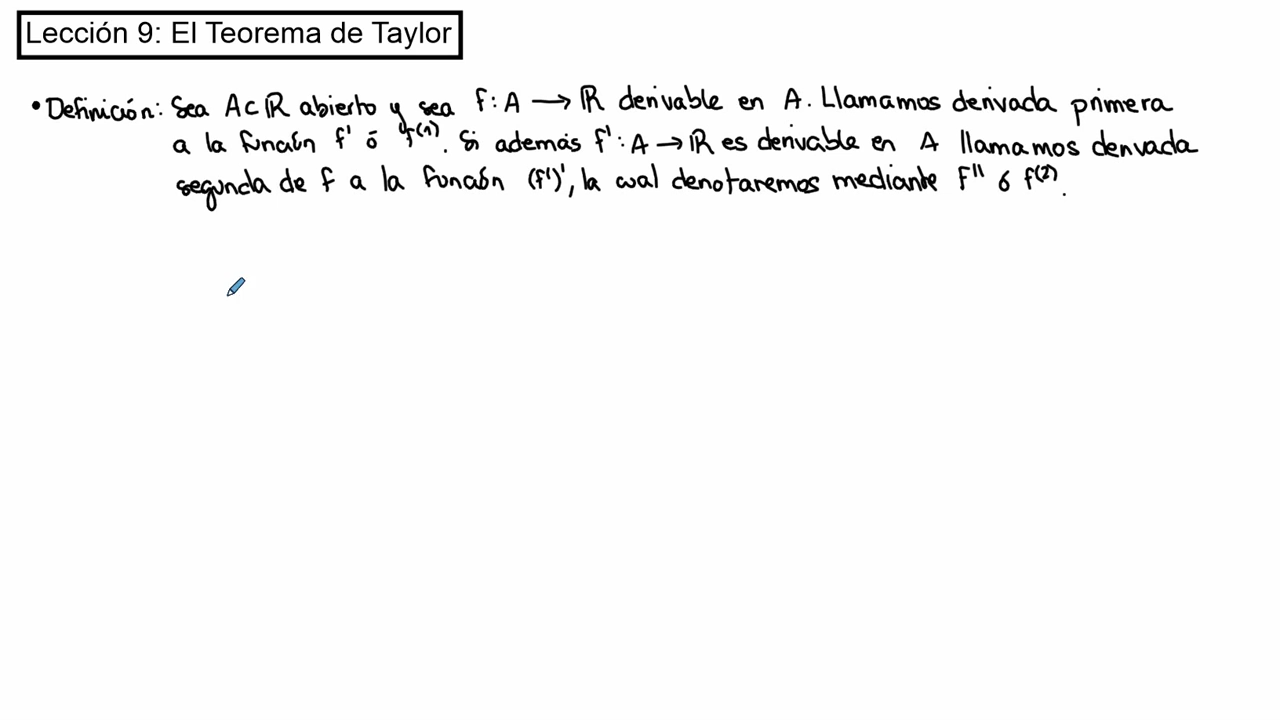 Lección 9: El Teorema de Taylor
• Definición: Sea A⊂ℝ abierto y sea f: A → ℝ derivable en A. Llamamos derivada primera
a la función f' ó f⁽¹⁾. Si además f': A → ℝ es derivable en A llamamos derivada
segunda de f a la función (f')', la cual denotaremos mediante f'' ó f⁽²⁾.